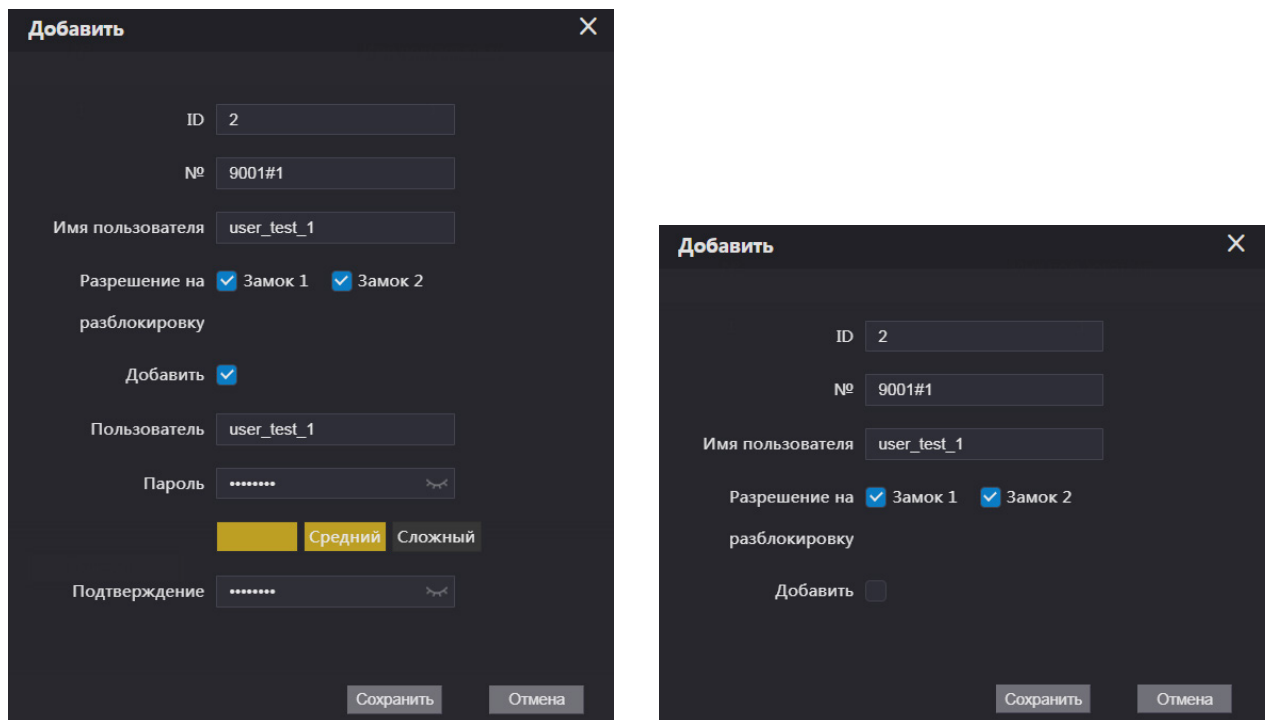 Добавить
ID 2
№ 9001#1
Имя пользователя user_test_1
Разрешение на Замок 1 Замок 2
разблокировку
Добавить
Пользователь user_test_1
Пароль ••••••••
Средний Сложный
Подтверждение ••••••••
Сохранить Отмена
Добавить
ID 2
№ 9001#1
Имя пользователя user_test_1
Разрешение на Замок 1 Замок 2
разблокировку
Добавить
Сохранить Отмена